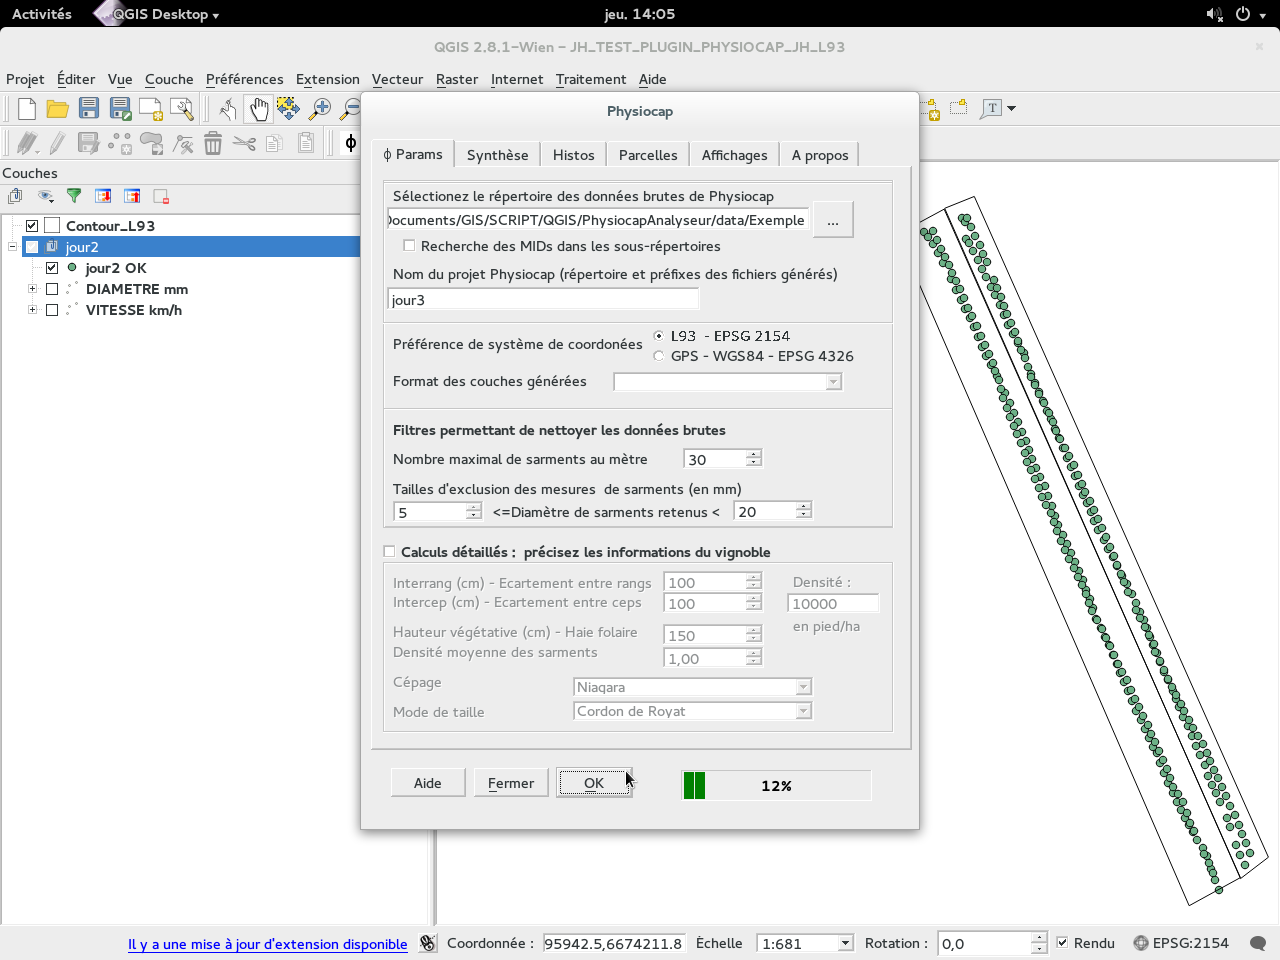 Activités
QGIS Desktop
jeu. 14:05
QGIS 2.8.1-Wien - JH_TEST_PLUGIN_PHYSIOCAP_JH_L93
Projet Éditer Vue Couche Préférences Extension Vecteur Raster Internet Traitement Aide
T
ϕ
Couches
Contour_L93
jour2
jour2 OK
DIAMETRE mm
VITESSE km/h
Physiocap
ϕ Params Synthèse Histos Parcelles Affichages A propos
Sélectionez le répertoire des données brutes de Physiocap
Documents/GIS/SCRIPT/QGIS/PhysiocapAnalyseur/data/Exemple ...
Recherche des MIDs dans les sous-répertoires
Nom du projet Physiocap (répertoire et préfixes des fichiers générés)
jour3
Préférence de système de coordonées
L93 - EPSG 2154
GPS - WGS84 - EPSG 4326
Format des couches générées
Filtres permettant de nettoyer les données brutes
Nombre maximal de sarments au mètre 30
Tailles d'exclusion des mesures de sarments (en mm)
5 <=Diamètre de sarments retenus < 20
Calculs détaillés : précisez les informations du vignoble
Interrang (cm) - Ecartement entre rangs 100 Densité :
Intercep (cm) - Ecartement entre ceps 100 10000
en pied/ha
Hauteur végétative (cm) - Haie folaire 150
Densité moyenne des sarments 1,00
Cépage Niagara
Mode de taille Cordon de Royat
Aide Fermer OK 12%
Il y a une mise à jour d'extension disponible Coordonnée : 95942.5,6674211.8 Échelle 1:681 Rotation : 0,0 Rendu EPSG:2154